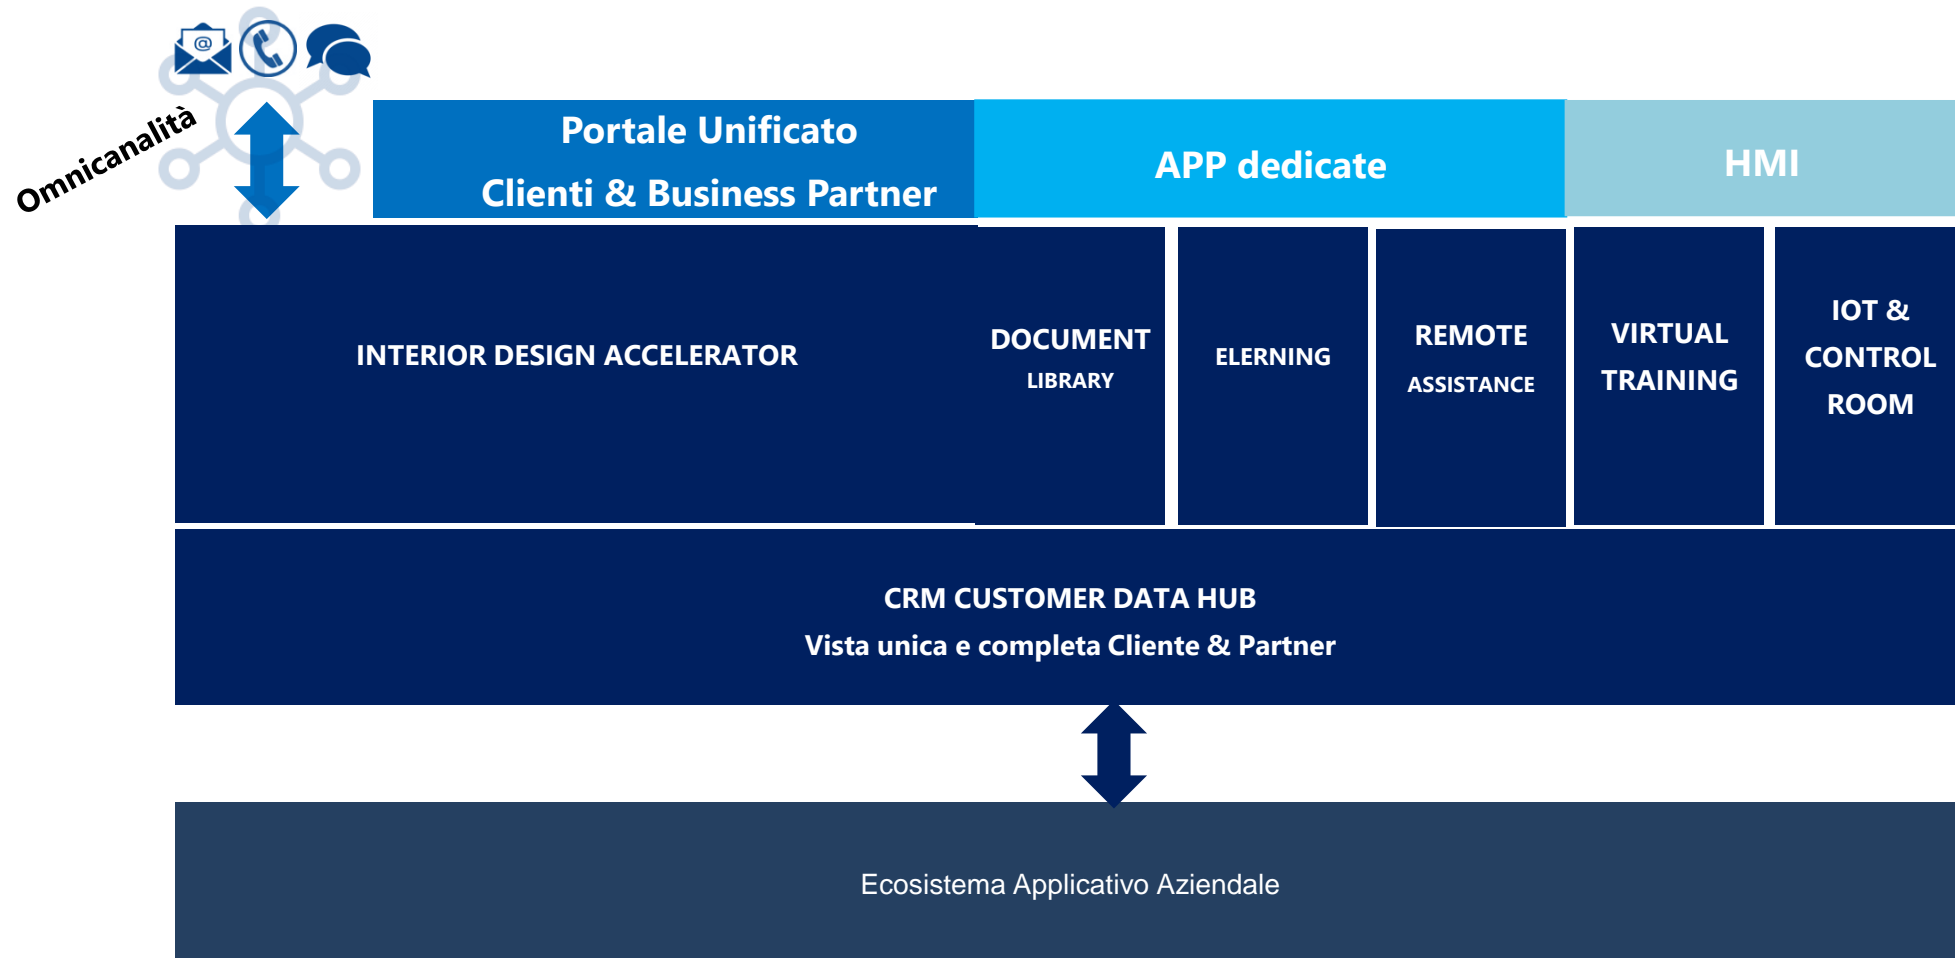 @
Omnicanalità
Portale Unificato
Clienti & Business Partner
APP dedicate
HMI
INTERIOR DESIGN ACCELERATOR
DOCUMENT
LIBRARY
ELERNING
REMOTE
ASSISTANCE
VIRTUAL
TRAINING
IOT &
CONTROL
ROOM
CRM CUSTOMER DATA HUB
Vista unica e completa Cliente & Partner
Ecosistema Applicativo Aziendale